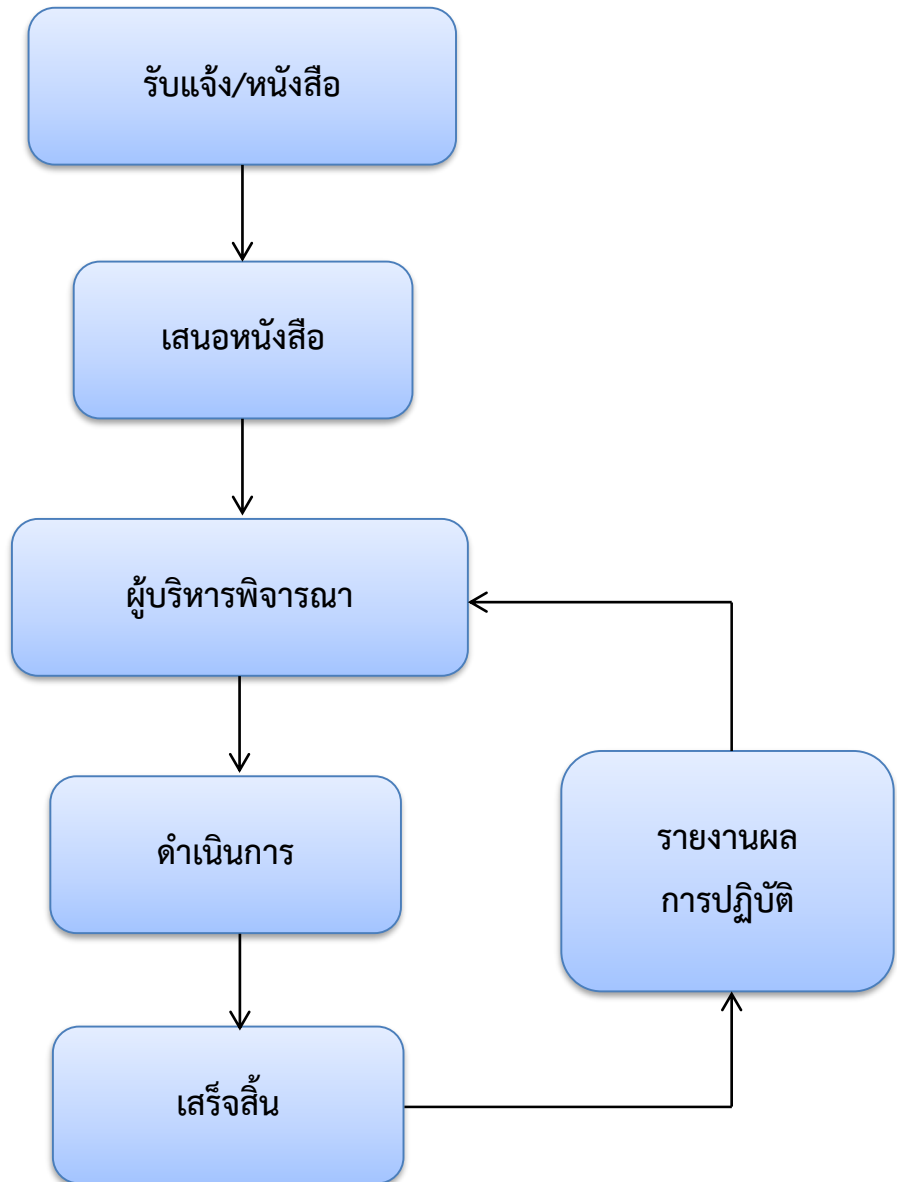 รับแจ้ง/หนังสือ
เสนอหนังสือ
ผู้บริหารพิจารณา
ดำเนินการ
รายงานผล
การปฏิบัติ
เสร็จสิ้น